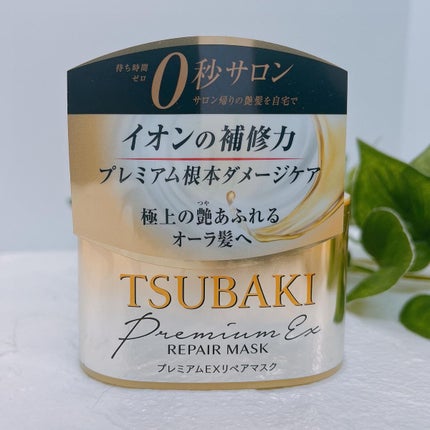 待ち時間
ゼロ
0秒サロン
サロン帰りの艶髪を自宅で
イオンの補修力
プレミアム根本ダメージケア
つや
極上の艶あふれる
オーラ髪へ
TSUBAKI
Premium Ex
REPAIR MASK
プレミアムEXリペアマスク